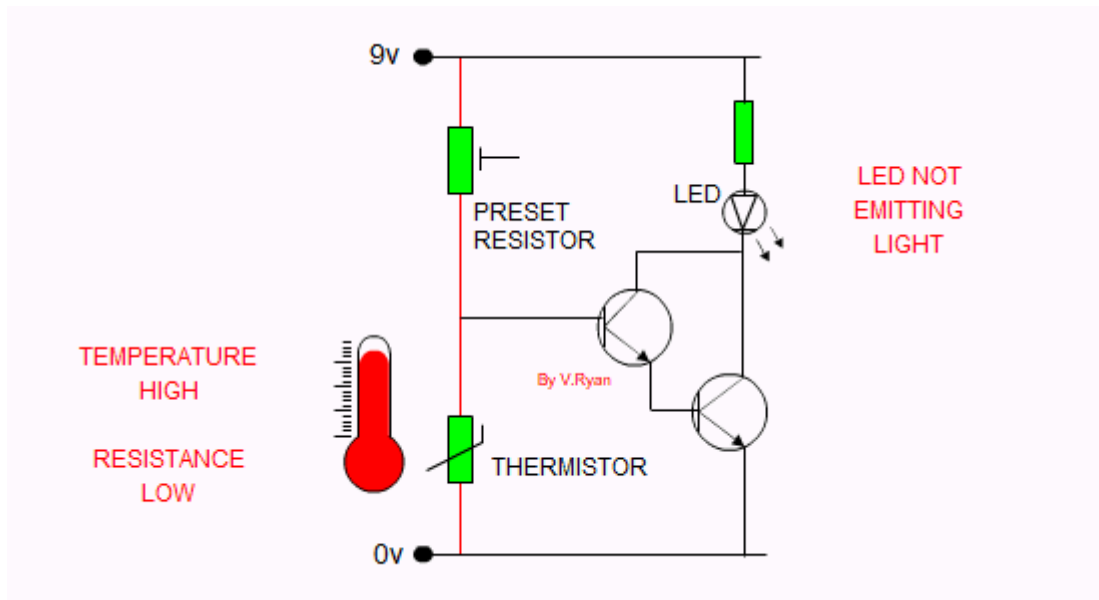 9v
PRESET
RESISTOR
LED
LED NOT
EMITTING
LIGHT
TEMPERATURE
HIGH
By V.Ryan
RESISTANCE
LOW
THERMISTOR
0v